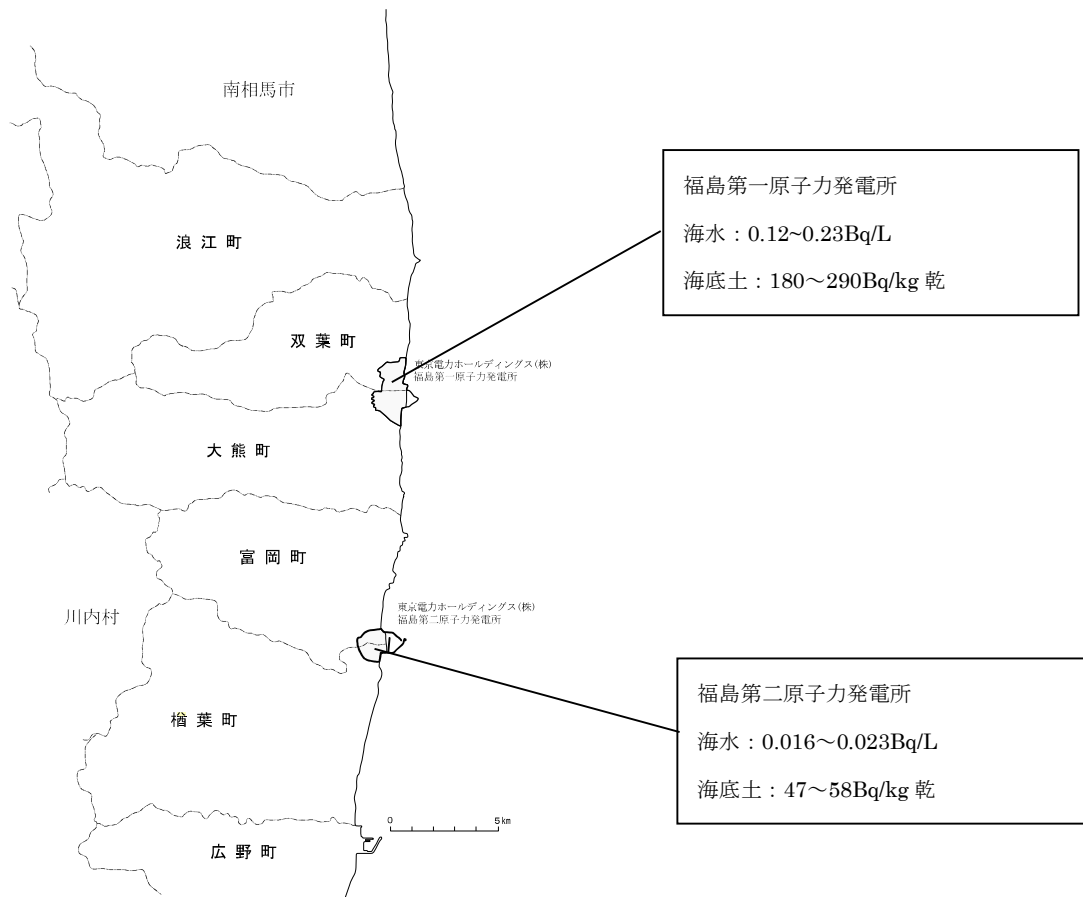 南相馬市
福島第一原子力発電所
海水：0.12~0.23Bq/L
海底土：180～290Bq/kg 乾
浪江町
双葉町
東京電力ホールディングス(株)
福島第一原子力発電所
大熊町
富岡町
東京電力ホールディングス(株)
福島第二原子力発電所
川内村
福島第二原子力発電所
海水：0.016～0.023Bq/L
海底土：47～58Bq/kg 乾
楢葉町
0 5km
広野町